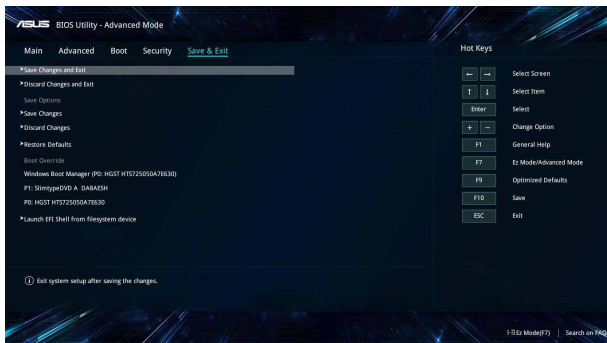 ASUS BIOS Utility - Advanced Mode
Main Advanced Boot Security Save & Exit
Save Changes and Exit
Discard Changes and Exit
Save Options
Save Changes
Discard Changes
Restore Defaults
Boot Override
Windows Boot Manager (P0: HGST HTS725050A7E630)
P1: SlimtypeDVD A DA8AESH
P0: HGST HTS725050A7E630
Launch EFI Shell from filesystem device
Exit system setup after saving the changes.
Hot Keys
← → Select Screen
↑ ↓ Select Item
Enter Select
+ − Change Option
F1 General Help
F7 Ez Mode/Advanced Mode
F9 Optimized Defaults
F10 Save
ESC Exit
Ez Mode(F7) | Search on FAQ